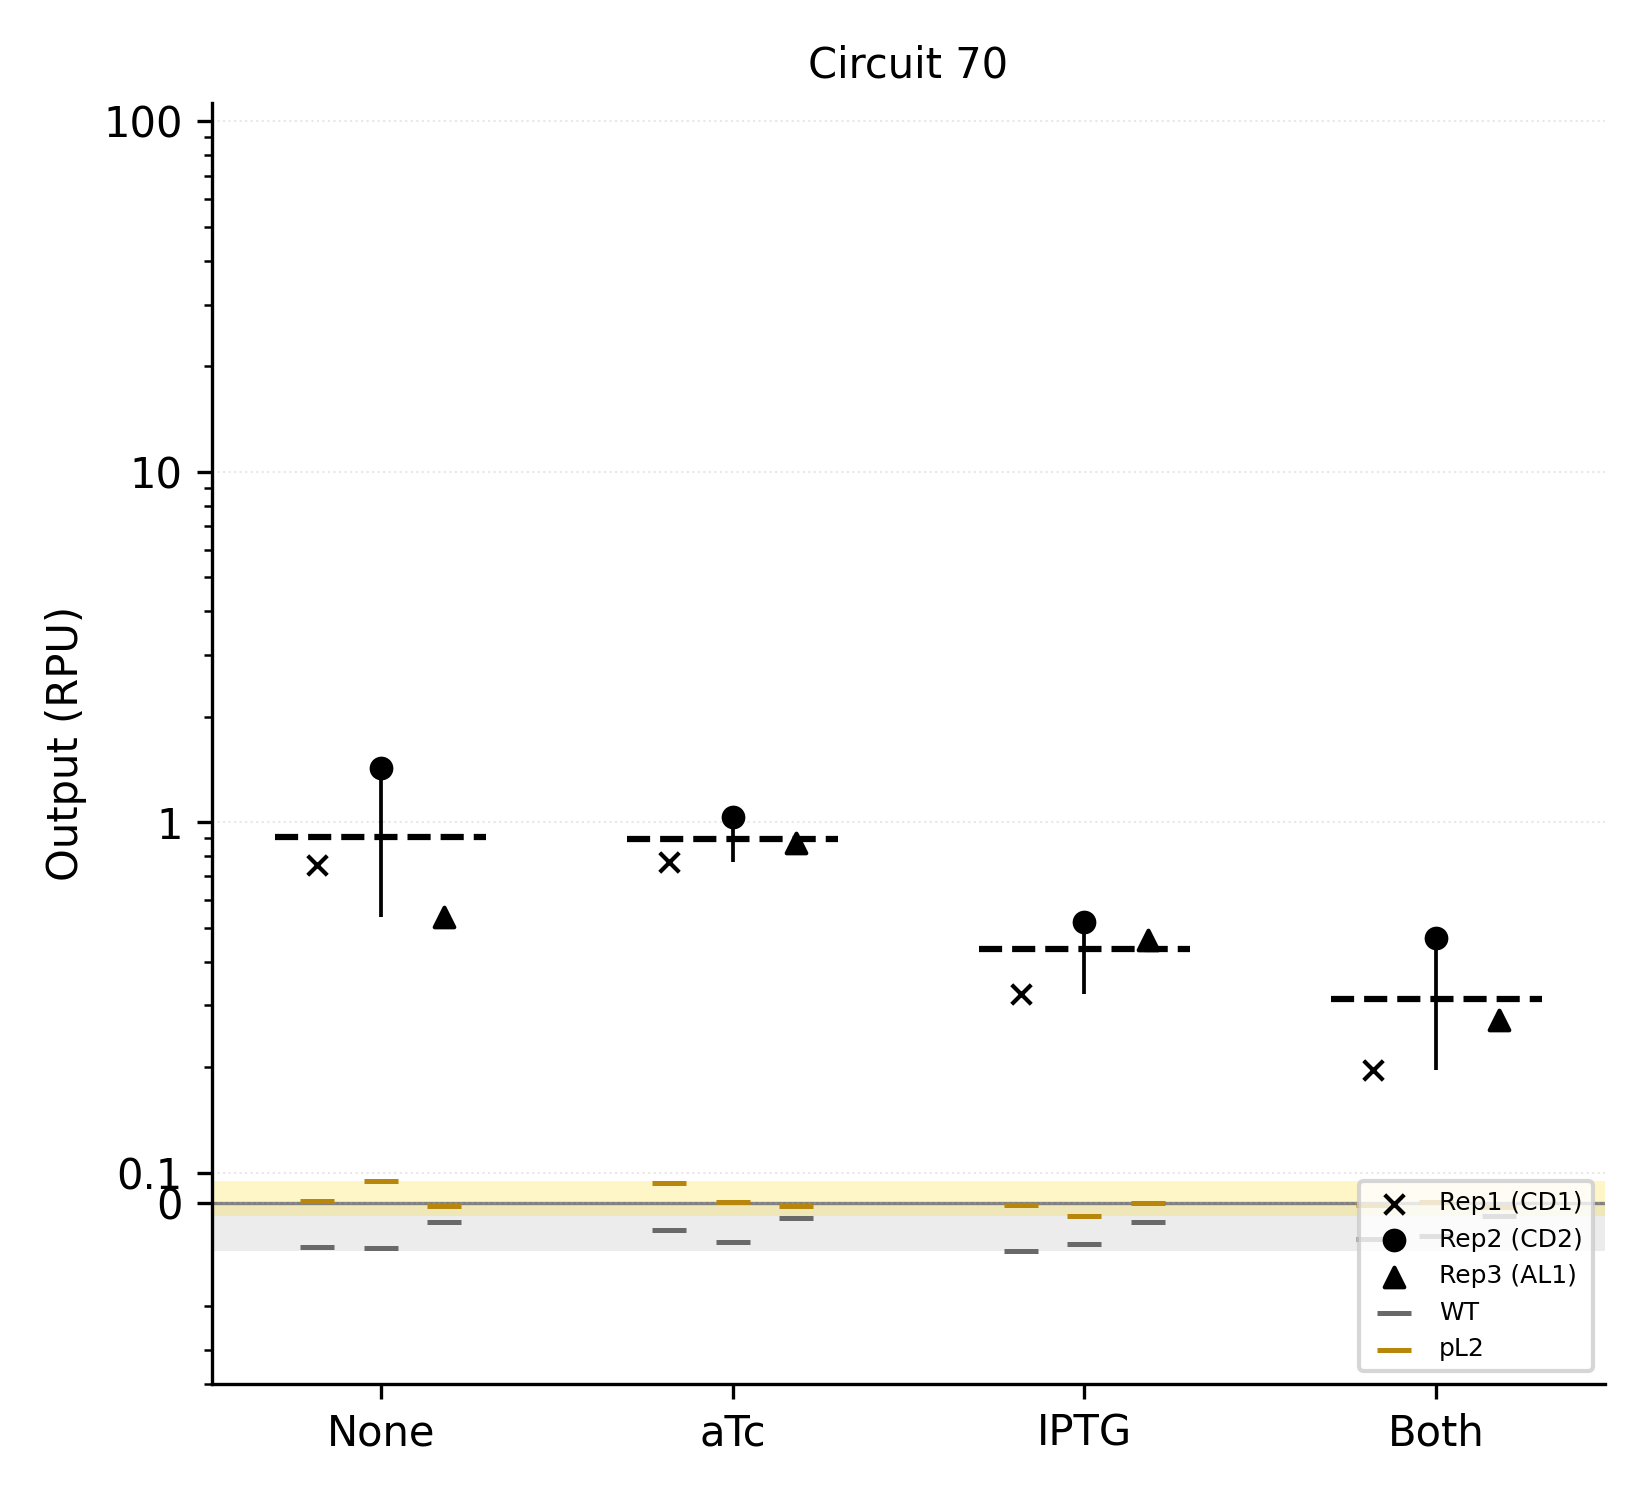 Circuit 70
100
10
1
0.1
0
Output (RPU)
Rep1 (CD1)
Rep2 (CD2)
Rep3 (AL1)
WT
pL2
None
aTc
IPTG
Both